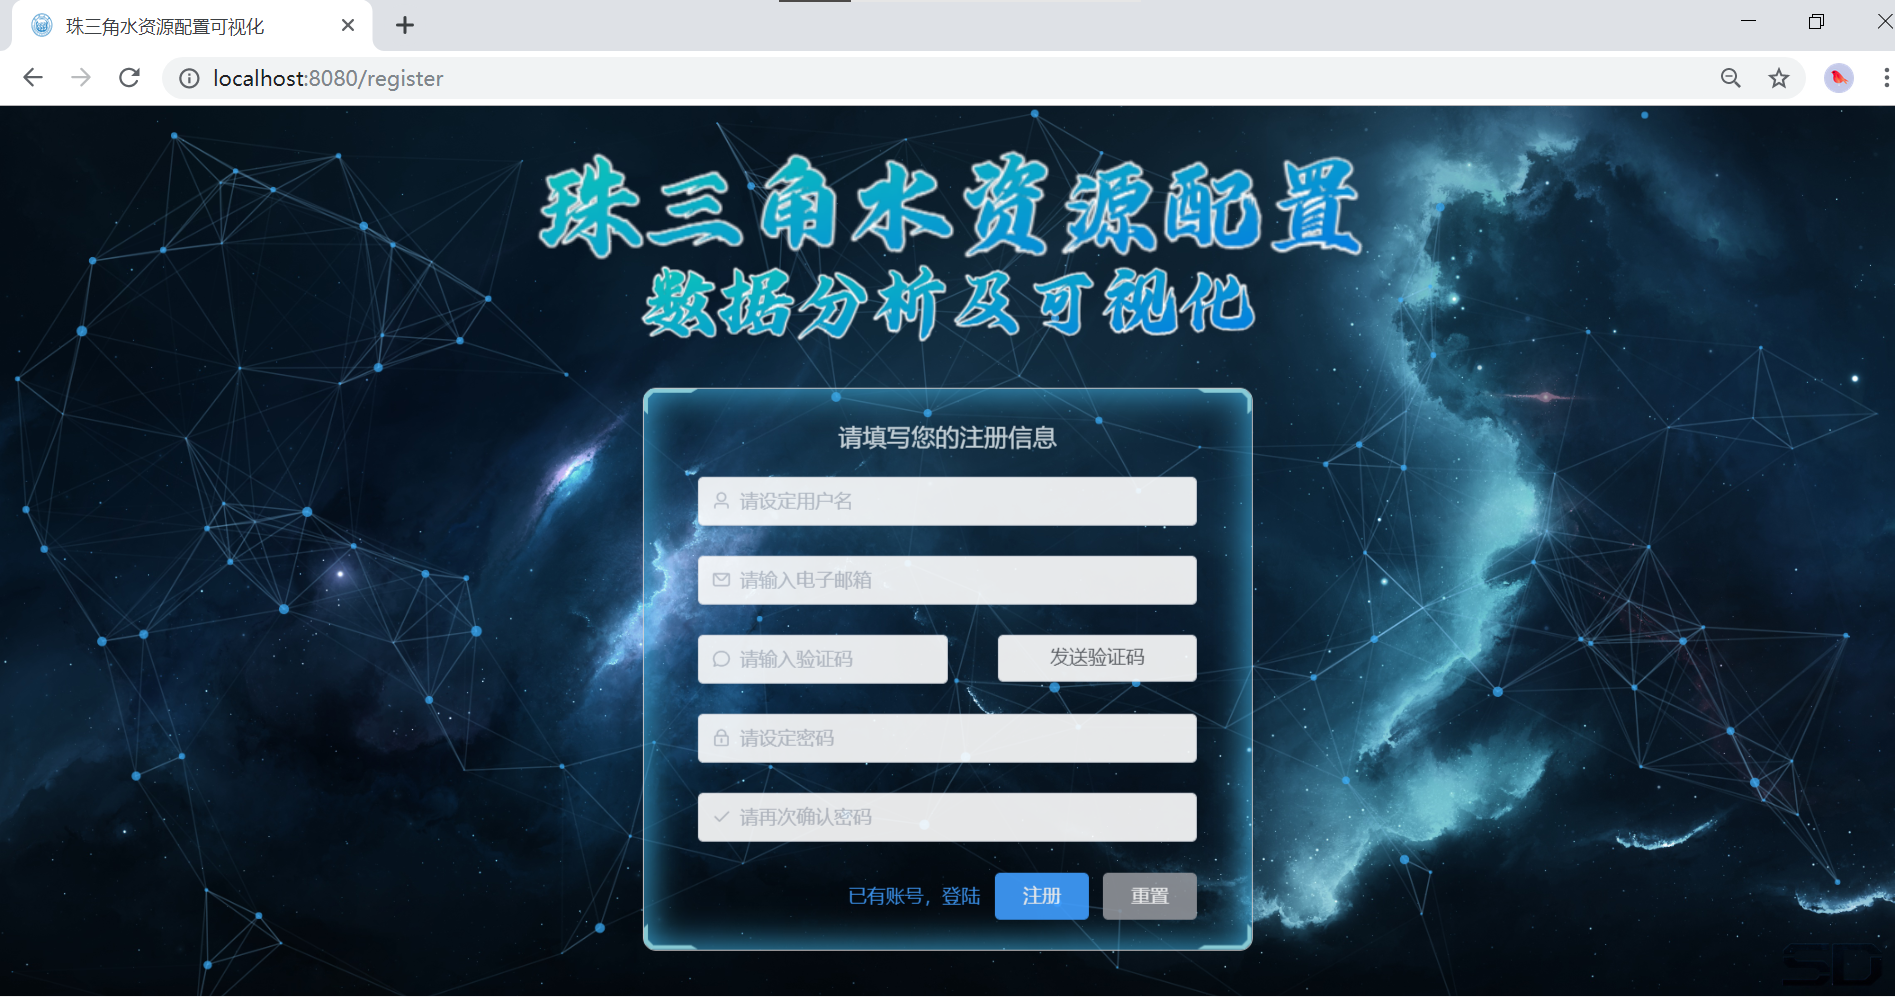 珠三角水资源配置可视化
localhost:8080/register
珠三角水资源配置
数据分析及可视化
请填写您的注册信息
请设定用户名
请输入电子邮箱
请输入验证码
发送验证码
请设定密码
请再次确认密码
已有账号，登陆
注册
重置
SD